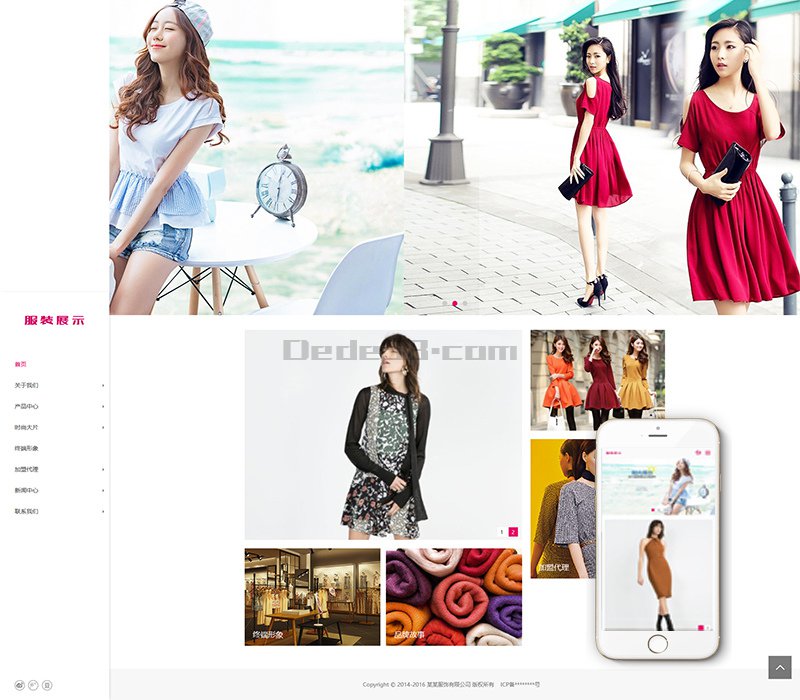 服装展示
首页
关于我们
产品中心
时尚大片
终端形象
加盟代理
新闻中心
联系我们
Dede58.com
1 2
加盟代理
终端形象
品牌故事
服装展示
Copyright © 2014-2016 某某服饰有限公司 版权所有 ICP备********号